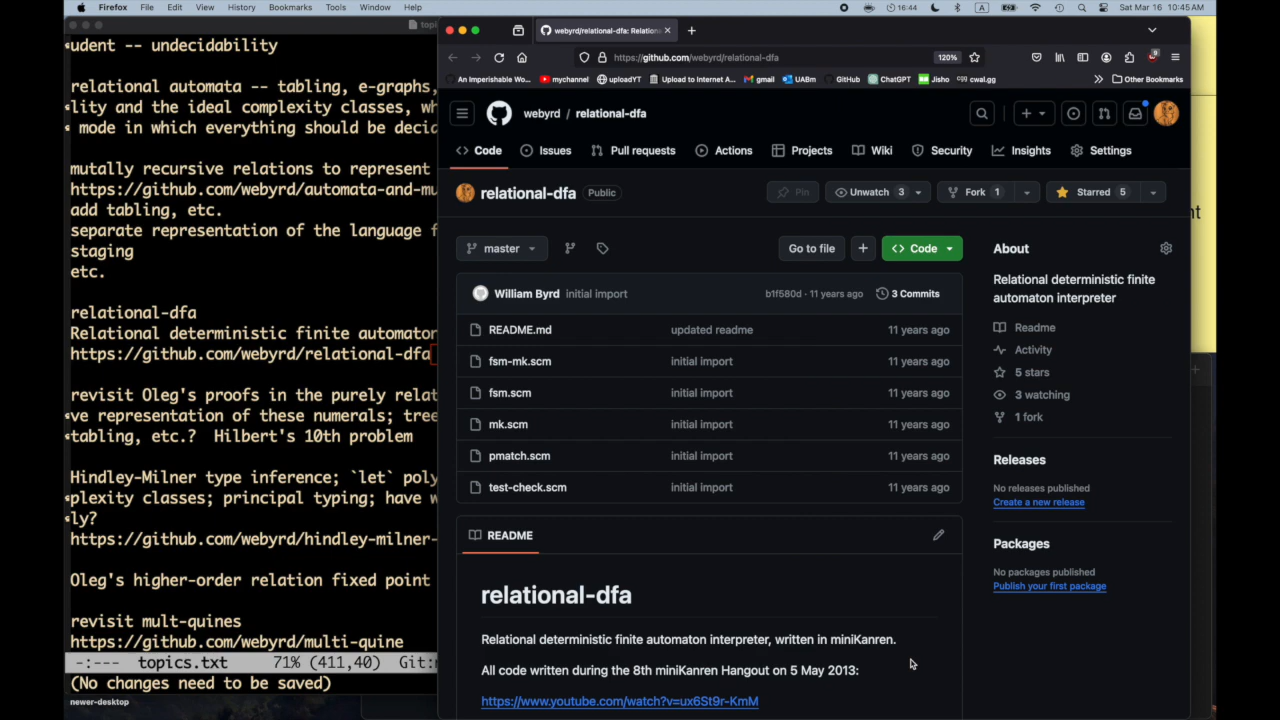 Firefox File Edit View History Bookmarks Tools Window Help
16:44 A Sat Mar 16 10:45AM
udent -- undecidability
relational automata -- tabling, e-graphs,
lity and the ideal complexity classes, wh
mode in which everything should be decid
mutally recursive relations to represent
https://github.com/webyrd/automata-and-mu
add tabling, etc.
separate representation of the language f
staging
etc.
relational-dfa
Relational deterministic finite automaton
https://github.com/webyrd/relational-dfa
revisit Oleg's proofs in the purely relat
ve representation of these numerals; tree
tabling, etc.? Hilbert's 10th problem
Hindley-Milner type inference; `let` poly
plexity classes; principal typing; have w
ly?
https://github.com/webyrd/hindley-milner-
Oleg's higher-order relation fixed point
revisit mult-quines
https://github.com/webyrd/multi-quine
-:--- topics.txt 71% (411,40) Git:
(No changes need to be saved)
newer-desktop
topi
webyrd/relational-dfa: Relation
https://github.com/webyrd/relational-dfa 120% 9
An Imperishable Wo... mychannel uploadYT Upload to Internet A... gmail UABm GitHub ChatGPT Jisho cwal.gg Other Bookmarks
webyrd / relational-dfa
Code Issues Pull requests Actions Projects Wiki Security Insights Settings
relational-dfa Public Pin Unwatch 3 Fork 1 Starred 5
master Go to file + Code
William Byrd initial import b1f580d · 11 years ago 3 Commits
README.md updated readme 11 years ago
fsm-mk.scm initial import 11 years ago
fsm.scm initial import 11 years ago
mk.scm initial import 11 years ago
pmatch.scm initial import 11 years ago
test-check.scm initial import 11 years ago
README
relational-dfa
Relational deterministic finite automaton interpreter, written in miniKanren.
All code written during the 8th miniKanren Hangout on 5 May 2013:
https://www.youtube.com/watch?v=ux6St9r-KmM
About
Relational deterministic finite
automaton interpreter
Readme
Activity
5 stars
3 watching
1 fork
Releases
No releases published
Create a new release
Packages
No packages published
Publish your first package
nt